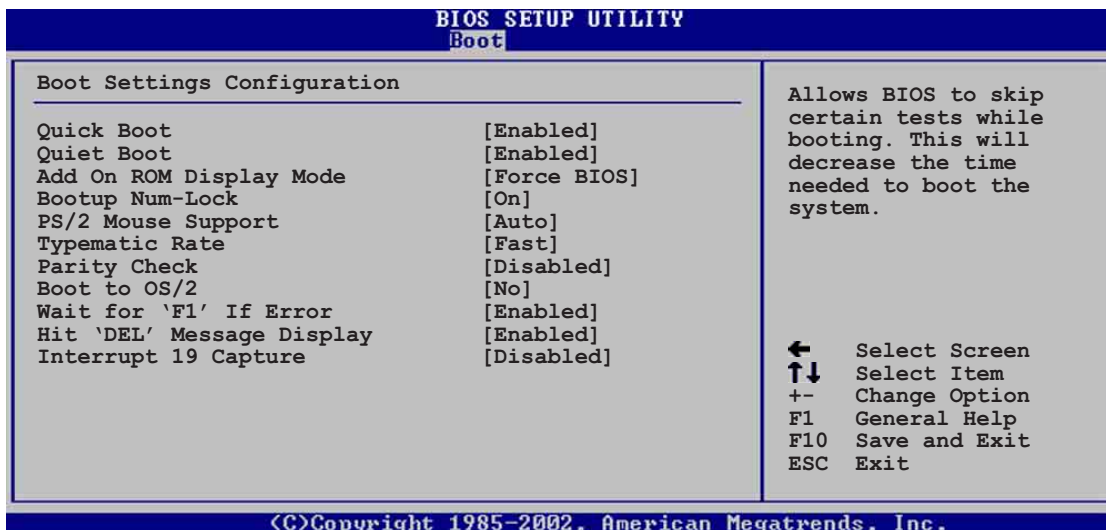 BIOS SETUP UTILITY
Boot
Boot Settings Configuration
Quick Boot [Enabled]
Quiet Boot [Enabled]
Add On ROM Display Mode [Force BIOS]
Bootup Num-Lock [On]
PS/2 Mouse Support [Auto]
Typematic Rate [Fast]
Parity Check [Disabled]
Boot to OS/2 [No]
Wait for ‘F1’ If Error [Enabled]
Hit ‘DEL’ Message Display [Enabled]
Interrupt 19 Capture [Disabled]
Allows BIOS to skip
certain tests while
booting. This will
decrease the time
needed to boot the
system.
← Select Screen
↑↓ Select Item
+- Change Option
F1 General Help
F10 Save and Exit
ESC Exit
(C)Copyright 1985-2002, American Megatrends, Inc.